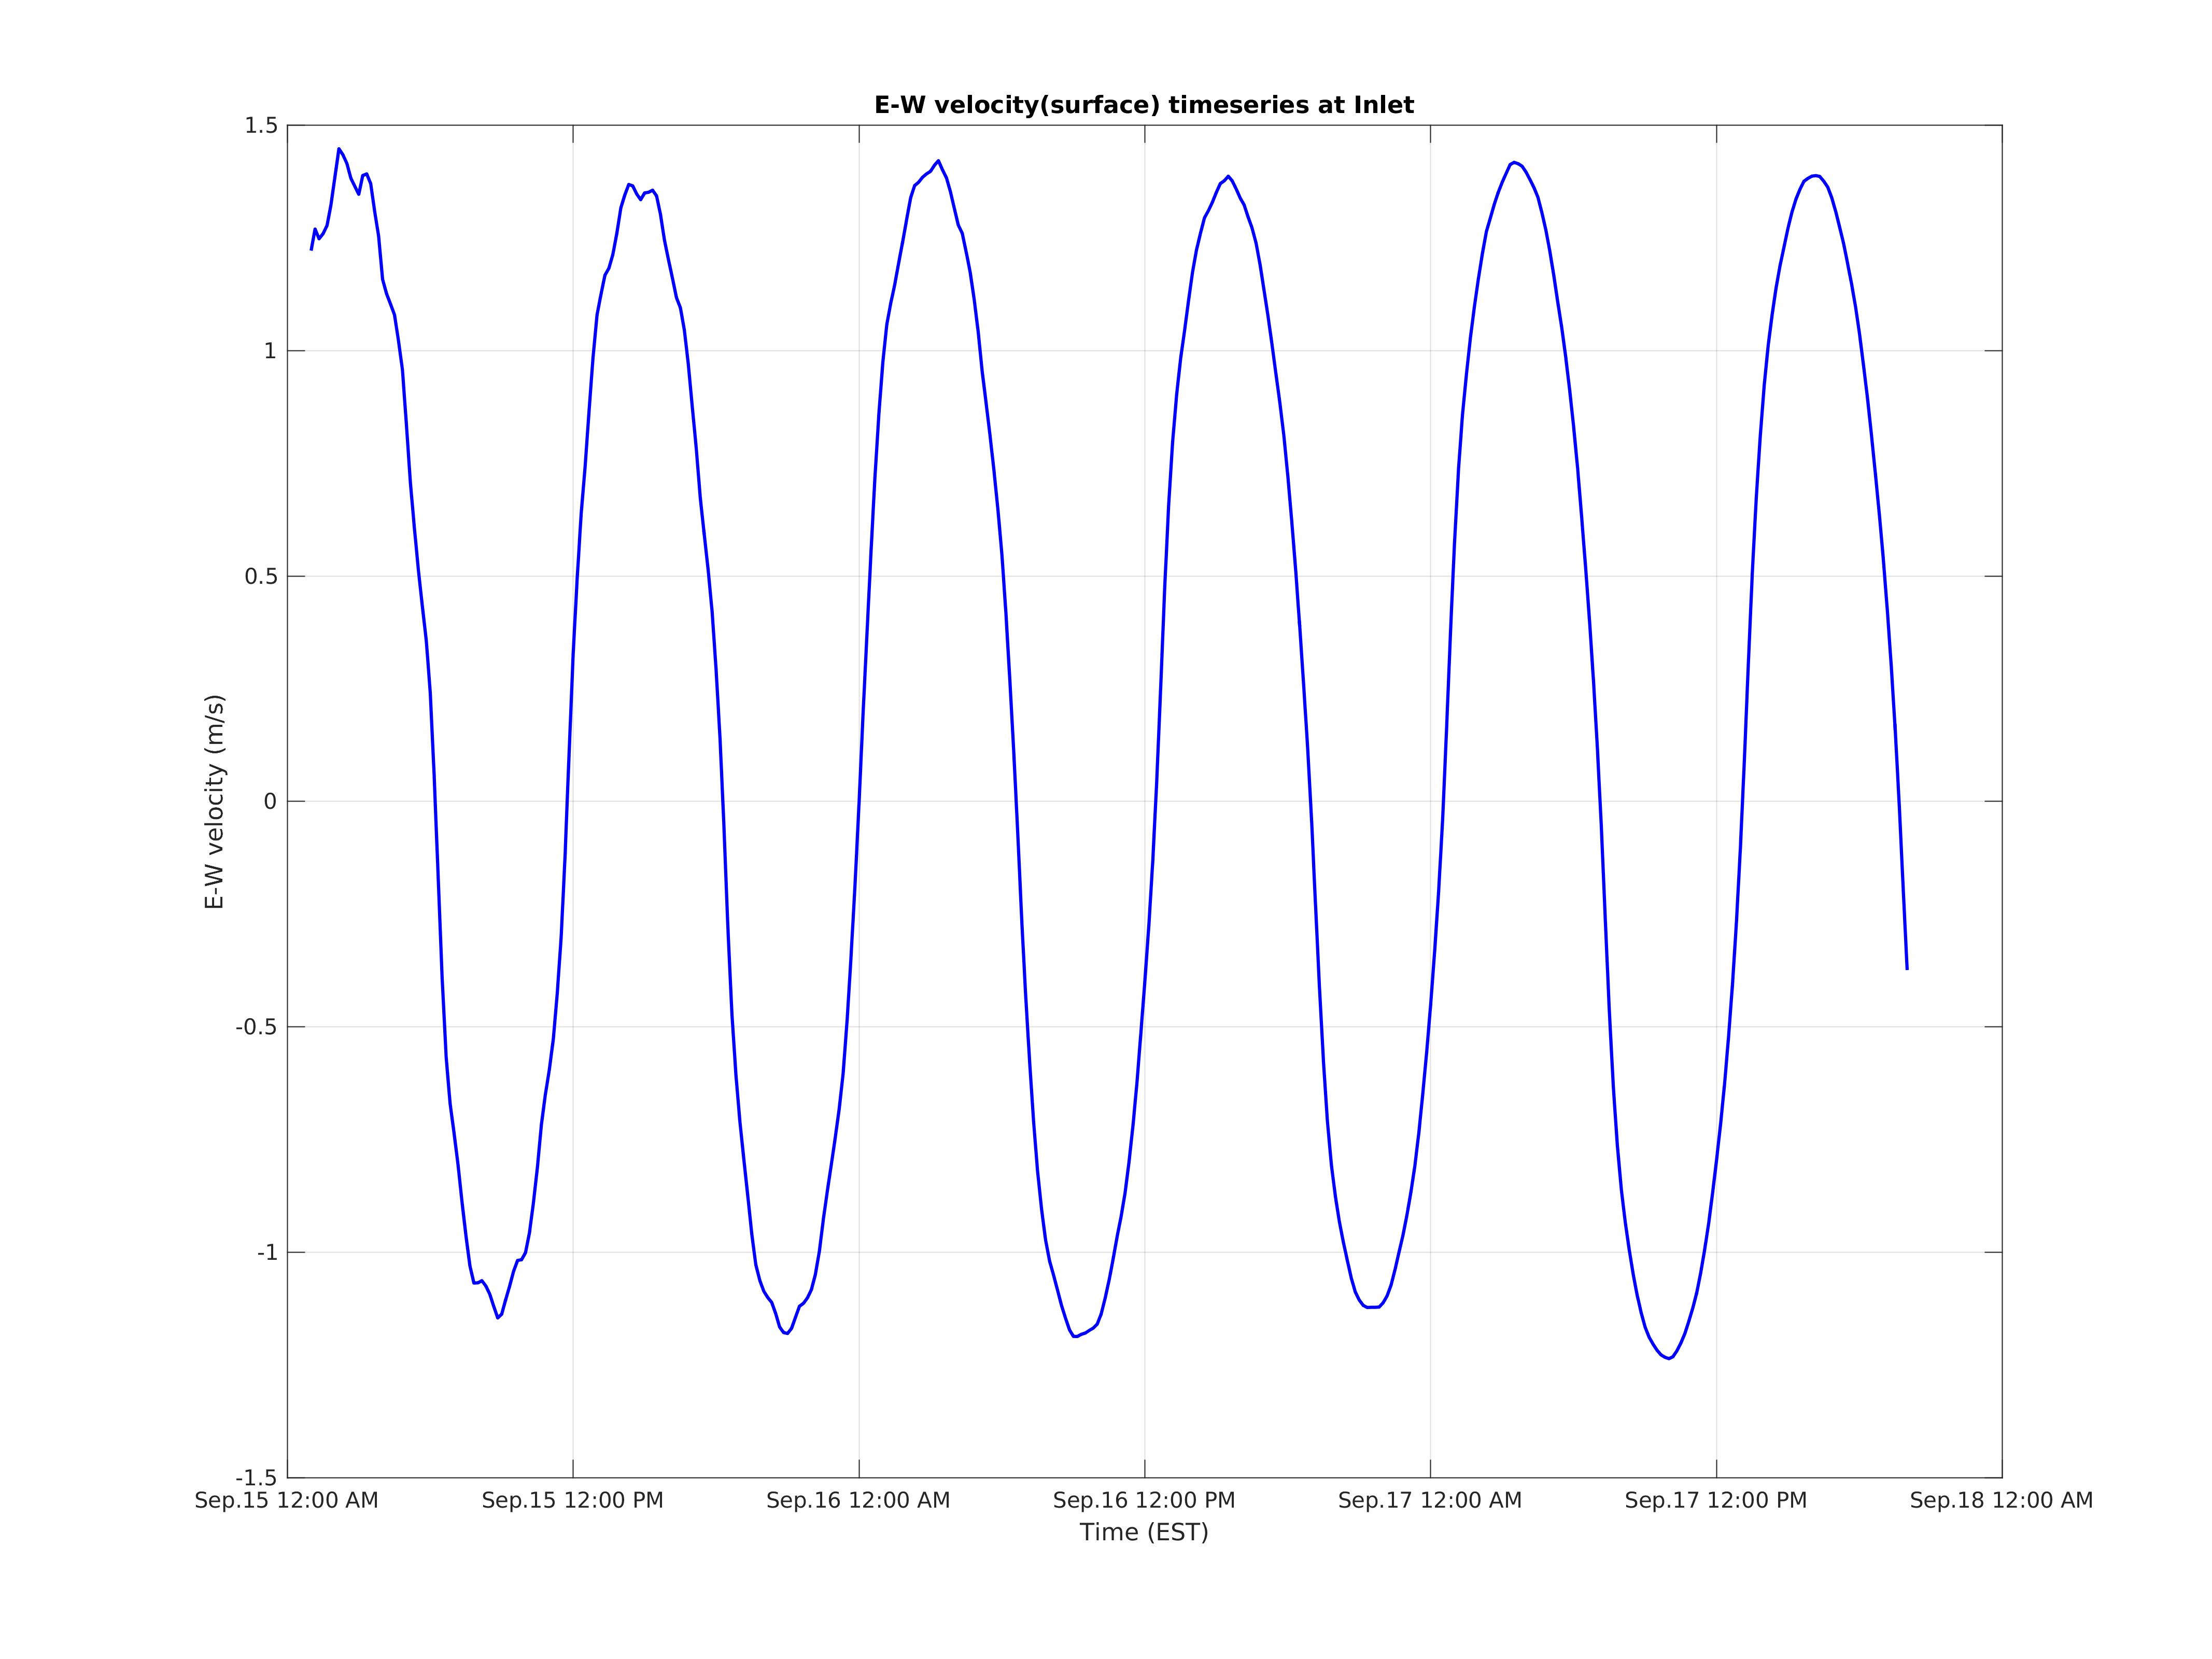 E-W velocity(surface) timeseries at Inlet
1.5
1
0.5
0
-0.5
-1
-1.5
E-W velocity (m/s)
Sep.15 12:00 AM Sep.15 12:00 PM Sep.16 12:00 AM Sep.16 12:00 PM Sep.17 12:00 AM Sep.17 12:00 PM Sep.18 12:00 AM
Time (EST)